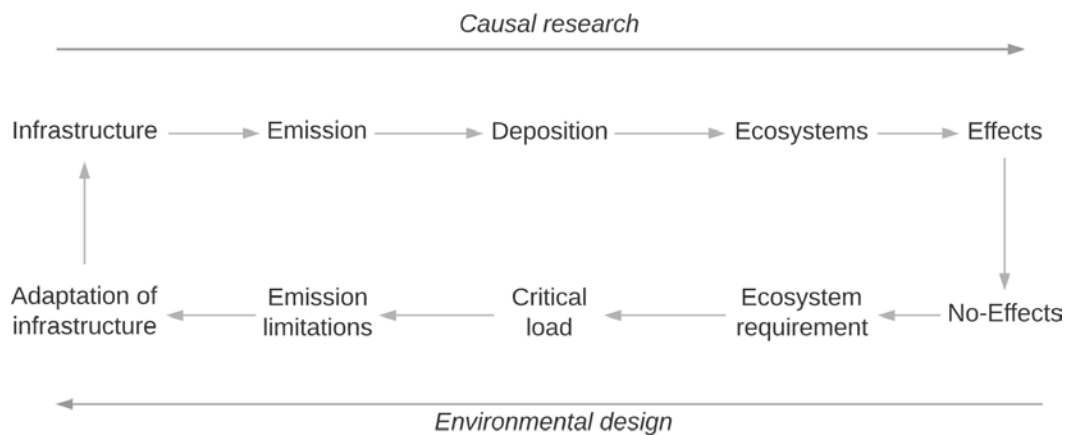 Causal research
Infrastructure
Emission
Deposition
Ecosystems
Effects
Adaptation of
infrastructure
Emission
limitations
Critical
load
Ecosystem
requirement
No-Effects
Environmental design